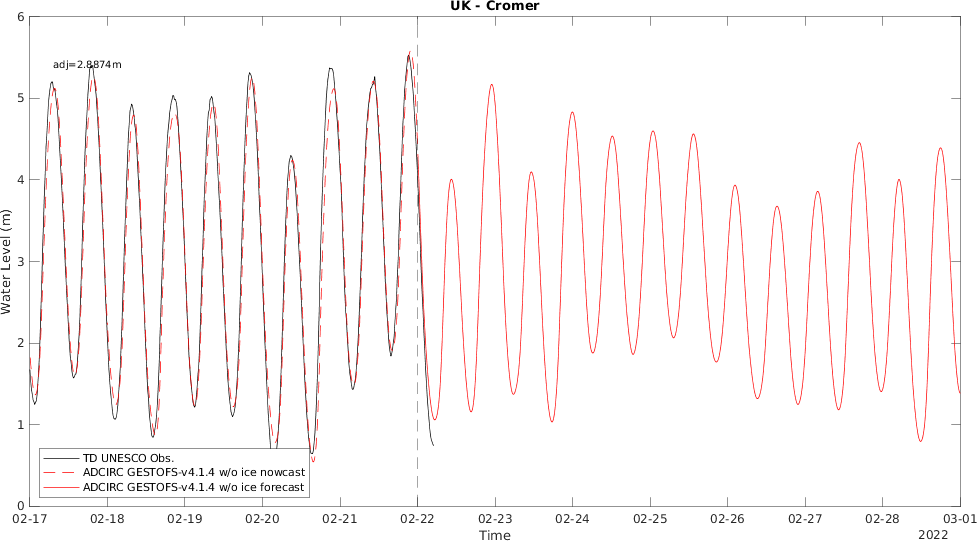 UK - Cromer
6
adj=2.8874m
5
4
3
2
1
0
Water Level (m)
TD UNESCO Obs.
ADCIRC GESTOFS-v4.1.4 w/o ice nowcast
ADCIRC GESTOFS-v4.1.4 w/o ice forecast
02-17 02-18 02-19 02-20 02-21 02-22 02-23 02-24 02-25 02-26 02-27 02-28 03-01
Time
2022